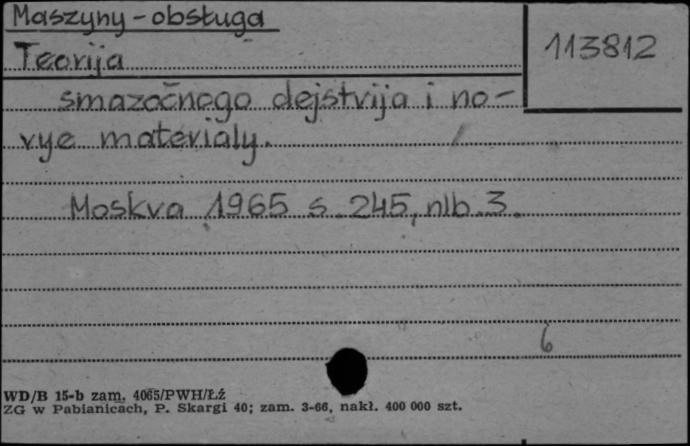 Maszyny - obsługa
113812
Teorija
smazočnogo dejstvija i no-
vye materialy.
Moskva 1965 s. 245, nlb. 3.
6
WD/B 15-b zam. 4065/PWH/Łź
ZG w Pabianicach, P. Skargi 40; zam. 3-66, nakł. 400 000 szt.